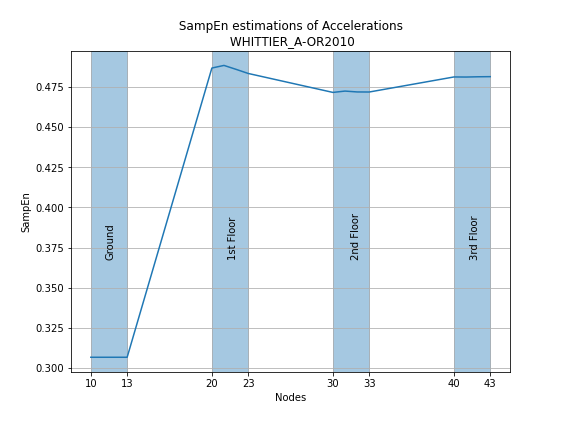 SampEn estimations of Accelerations
WHITTIER_A-OR2010
0.475
0.450
0.425
0.400
0.375
0.350
0.325
0.300
SampEn
Ground
1st Floor
2nd Floor
3rd Floor
10 13 20 23 30 33 40 43
Nodes